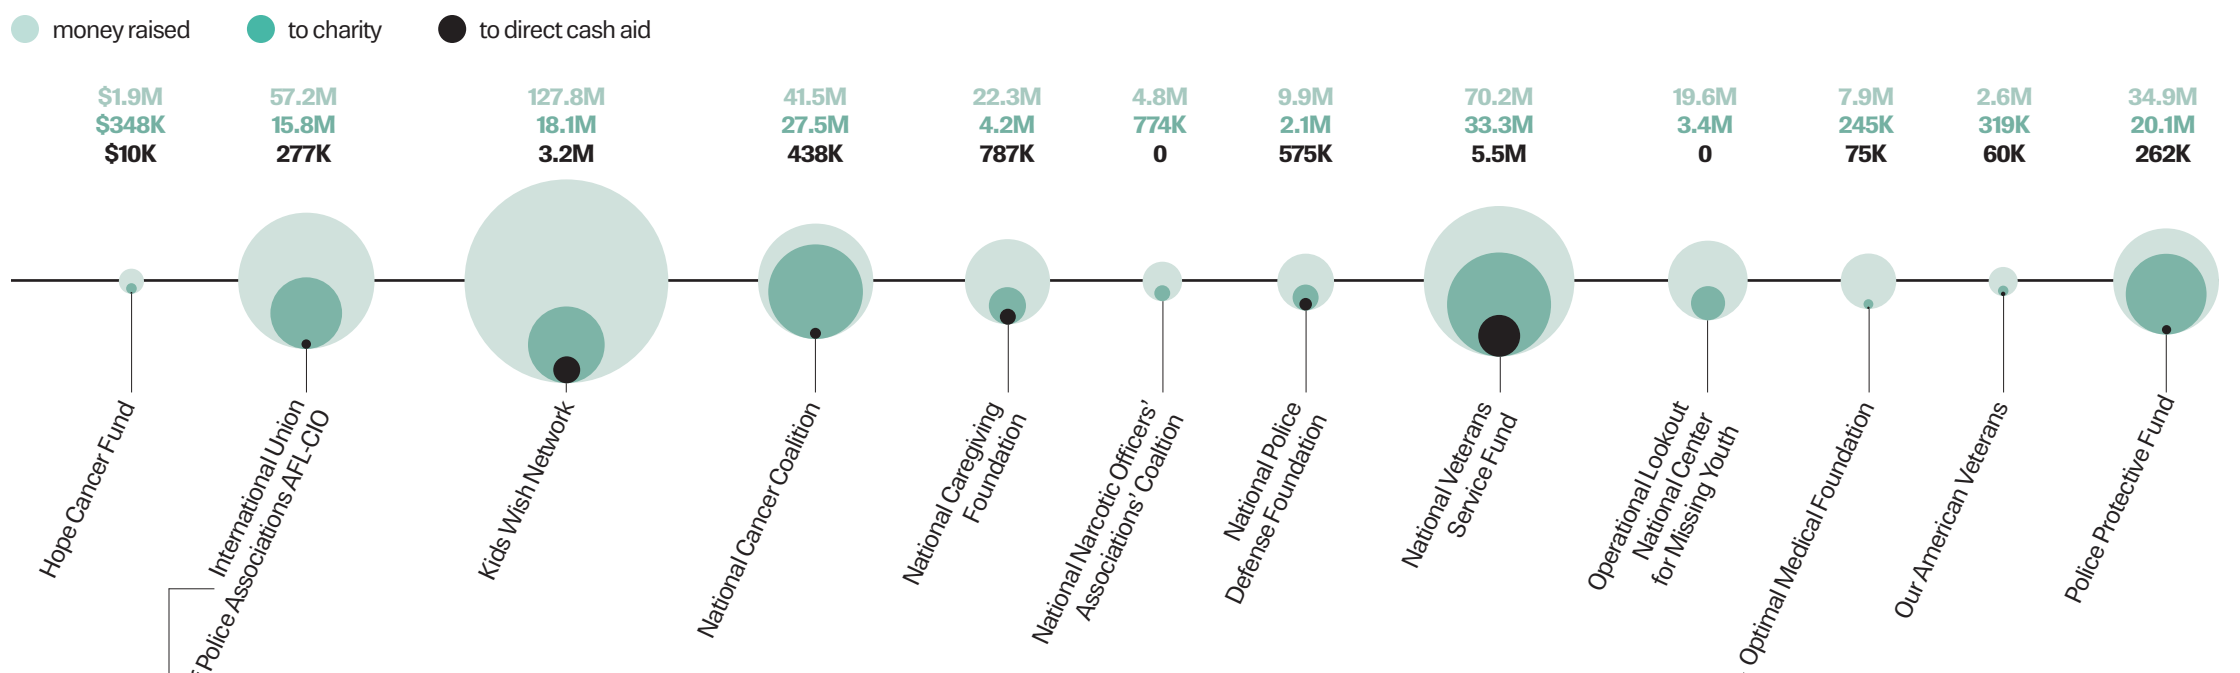 money raised
to charity
to direct cash aid
$1.9M
$348K
$10K
57.2M
15.8M
277K
127.8M
18.1M
3.2M
41.5M
27.5M
438K
22.3M
4.2M
787K
4.8M
774K
0
9.9M
2.1M
575K
70.2M
33.3M
5.5M
19.6M
3.4M
0
7.9M
245K
75K
2.6M
319K
60K
34.9M
20.1M
262K
Hope Cancer Fund
International Union
Police Associations AFL-CIO
Kids Wish Network
National Cancer Coalition
National Caregiving
Foundation
National Narcotic Officers’
Associations’ Coalition
National Police
Defense Foundation
National Veterans
Service Fund
Operational Lookout
National Center
for Missing Youth
Optimal Medical Foundation
Our American Veterans
Police Protective Fund